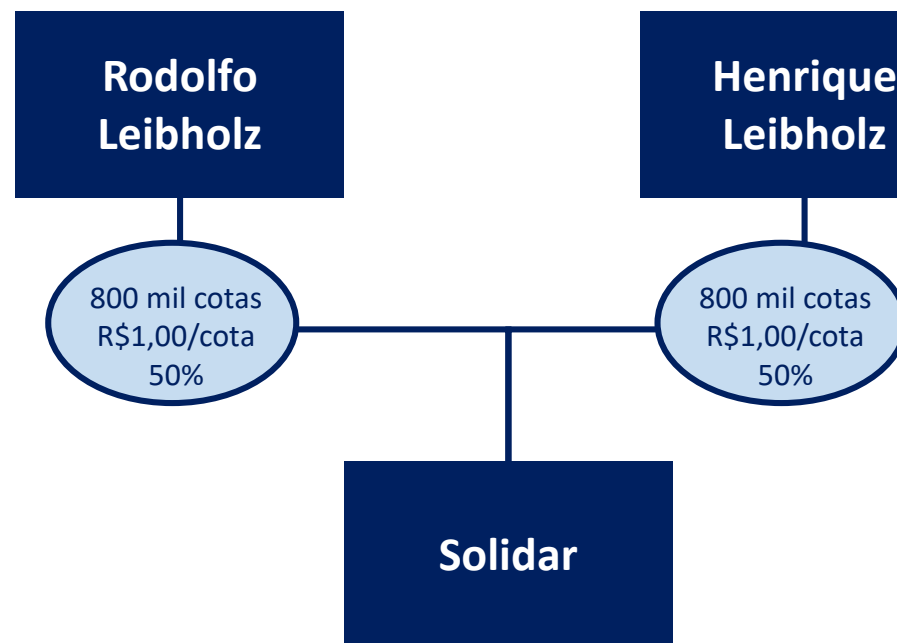 Rodolfo
Leibholz
Henrique
Leibholz
800 mil cotas
R$1,00/cota
50%
800 mil cotas
R$1,00/cota
50%
Solidar